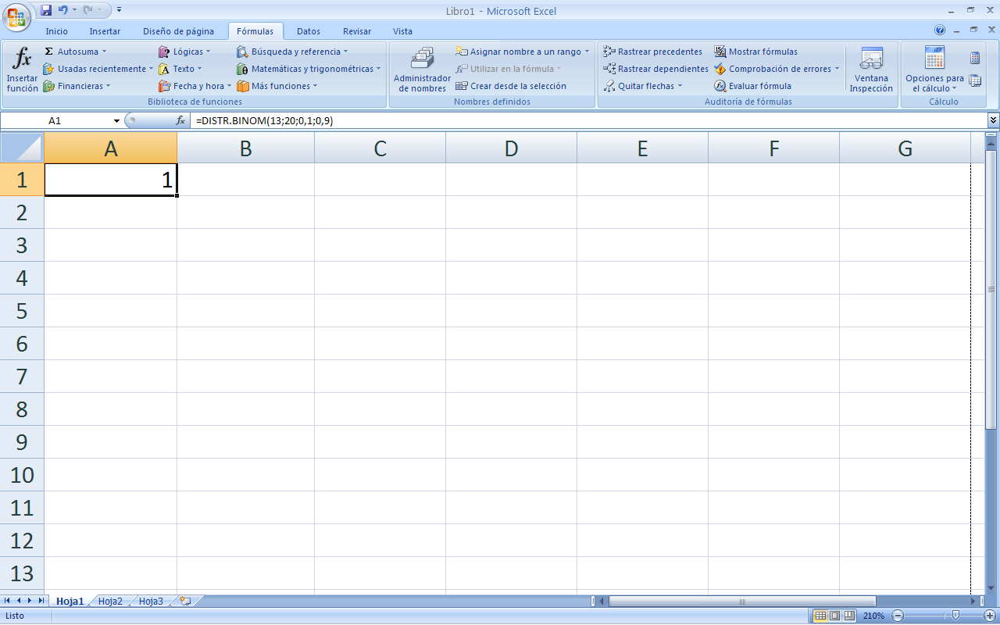 Libro1 - Microsoft Excel
Inicio Insertar Diseño de página Fórmulas Datos Revisar Vista
fx Σ Autosuma Lógicas Búsqueda y referencia Asignar nombre a un rango Rastrear precedentes Mostrar fórmulas
Insertar función Usadas recientemente Texto Matemáticas y trigonométricas Administrador de nombres Utilizar en la fórmula Rastrear dependientes Comprobación de errores Ventana Inspección Opciones para el cálculo
Financieras Fecha y hora Más funciones Crear desde la selección Quitar flechas Evaluar fórmula
Biblioteca de funciones Nombres definidos Auditoría de fórmulas Cálculo
A1 fx =DISTR.BINOM(13;20;0,1;0,9)
A B C D E F G
1 1
2
3
4
5
6
7
8
9
10
11
12
13
Hoja1 Hoja2 Hoja3
Listo 210%